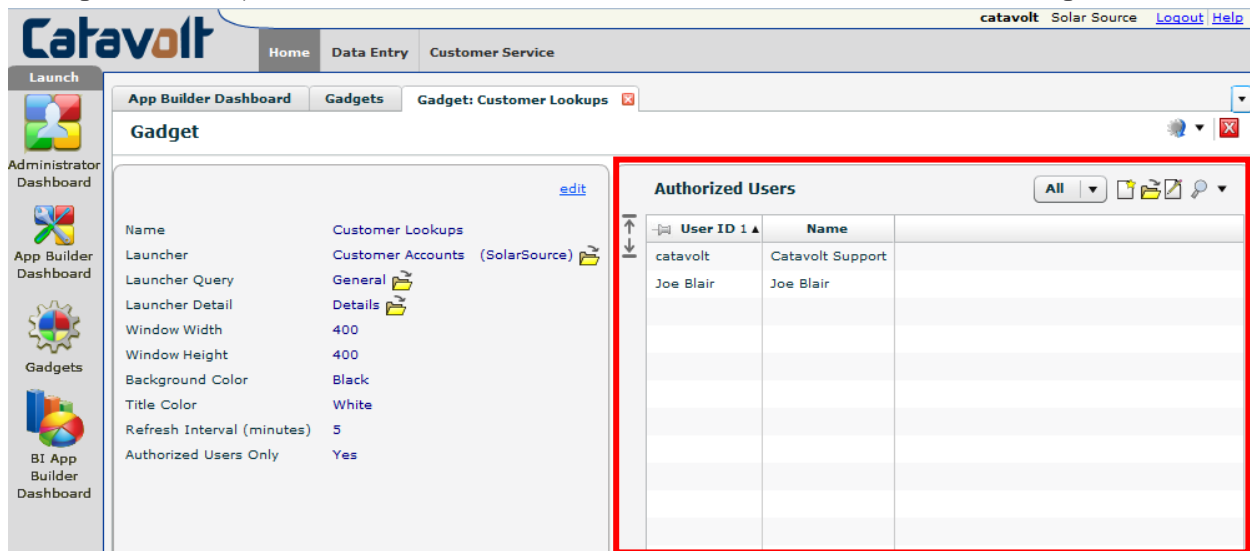 catavolt Solar Source Logout Help
Catavolt
Home Data Entry Customer Service
Launch
App Builder Dashboard Gadgets Gadget: Customer Lookups
Gadget
Administrator
Dashboard
App Builder
Dashboard
Gadgets
BI App
Builder
Dashboard
edit
Name Customer Lookups
Launcher Customer Accounts (SolarSource)
Launcher Query General
Launcher Detail Details
Window Width 400
Window Height 400
Background Color Black
Title Color White
Refresh Interval (minutes) 5
Authorized Users Only Yes
Authorized Users All
User ID 1 Name
catavolt Catavolt Support
Joe Blair Joe Blair